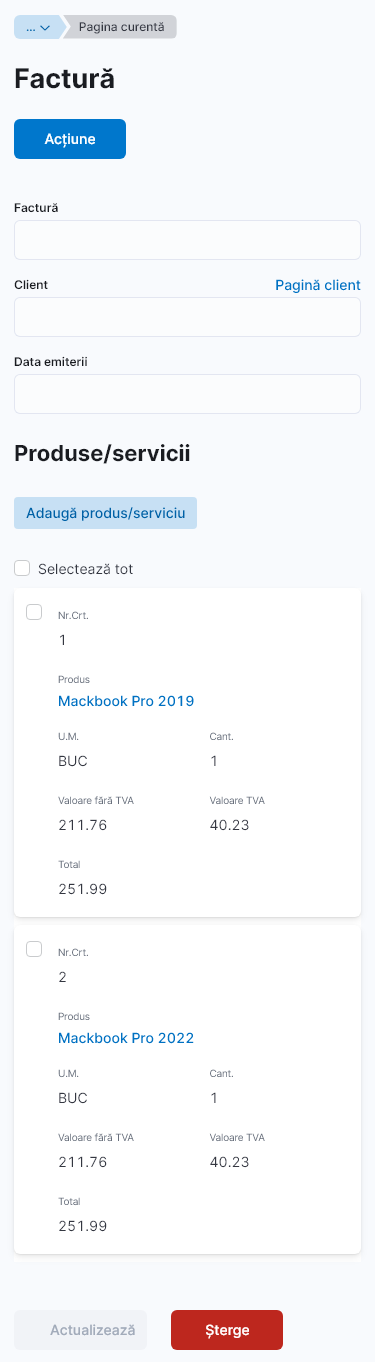 ... Pagina curentă
Factură
Acțiune
Factură
Client Pagină client
Data emiterii
Produse/servicii
Adaugă produs/serviciu
Selectează tot
Nr.Crt.
1
Produs
Mackbook Pro 2019
U.M. Cant.
BUC 1
Valoare fără TVA Valoare TVA
211.76 40.23
Total
251.99
Nr.Crt.
2
Produs
Mackbook Pro 2022
U.M. Cant.
BUC 1
Valoare fără TVA Valoare TVA
211.76 40.23
Total
251.99
Actualizează Șterge